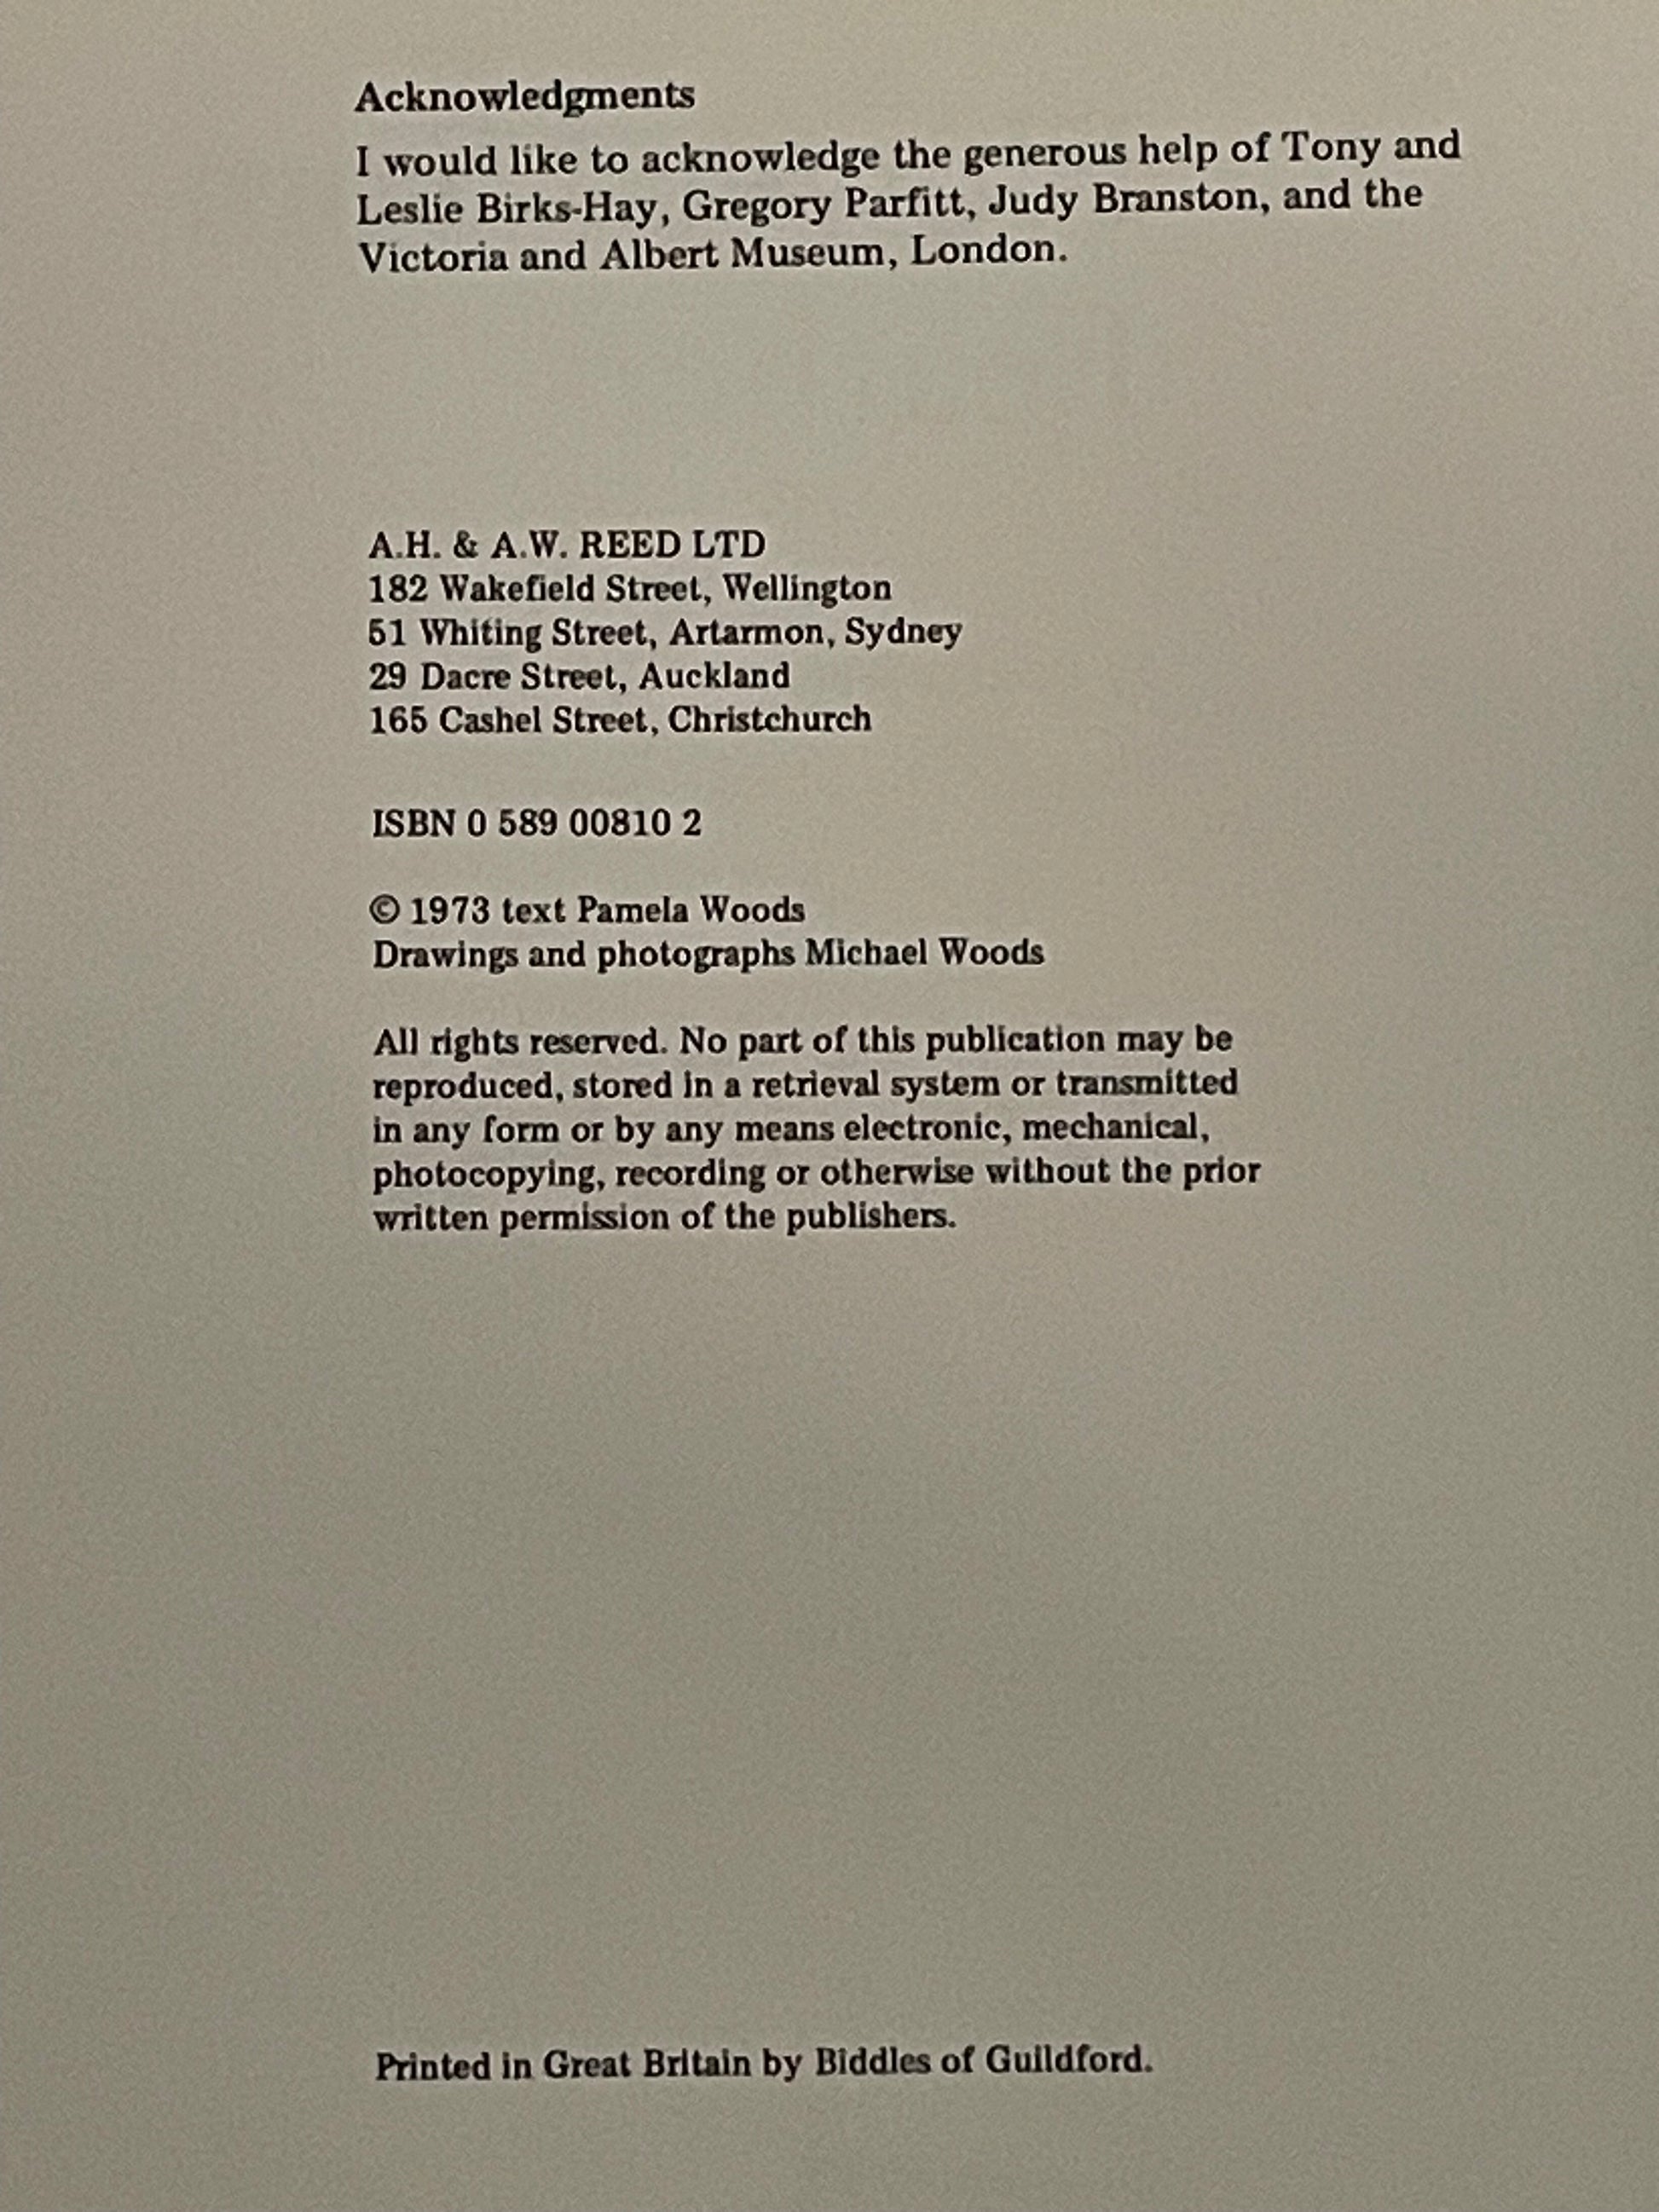 Acknowledgments
I would like to acknowledge the generous help of Tony and
Leslie Birks-Hay, Gregory Parfitt, Judy Branston, and the
Victoria and Albert Museum, London.
A.H. & A.W. REED LTD
182 Wakefield Street, Wellington
51 Whiting Street, Artarmon, Sydney
29 Dacre Street, Auckland
165 Cashel Street, Christchurch
ISBN 0 589 00810 2
© 1973 text Pamela Woods
Drawings and photographs Michael Woods
All rights reserved. No part of this publication may be
reproduced, stored in a retrieval system or transmitted
in any form or by any means electronic, mechanical,
photocopying, recording or otherwise without the prior
written permission of the publishers.
Printed in Great Britain by Biddles of Guildford.